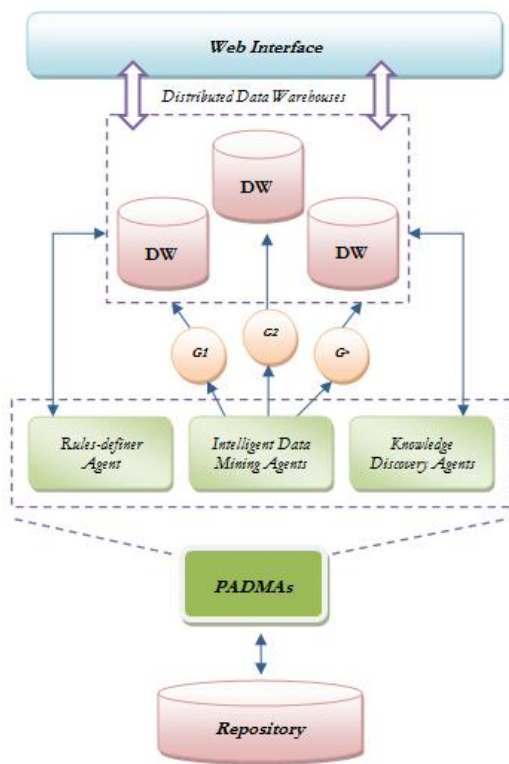 Web Interface
Distributed Data Warehouses
DW
DW
DW
G1
G2
Gⁿ
Rules-definer
Agent
Intelligent Data
Mining Agents
Knowledge
Discovery Agents
PADMAs
Repository